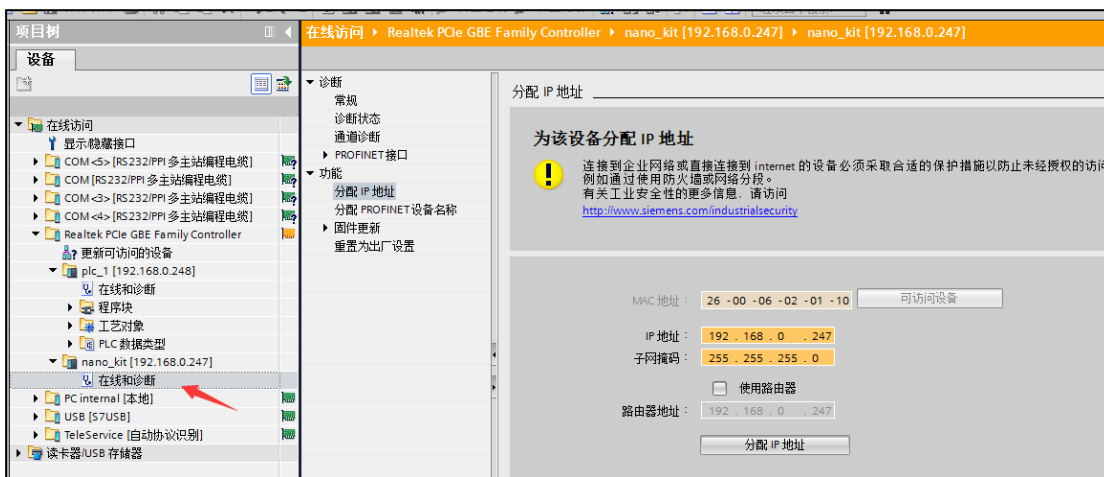 项目树
设备
在线访问
显示/隐藏接口
COM <5> [RS232/PPI 多主站编程电缆]
COM [RS232/PPI 多主站编程电缆]
COM <3> [RS232/PPI 多主站编程电缆]
COM <4> [RS232/PPI 多主站编程电缆]
Realtek PCIe GBE Family Controller
更新可访问的设备
plc_1 [192.168.0.248]
在线和诊断
程序块
工艺对象
PLC 数据类型
nano_kit [192.168.0.247]
在线和诊断
PC internal [本地]
USB [S7USB]
TeleService [自动协议识别]
读卡器/USB 存储器
在线访问 ▸ Realtek PCIe GBE Family Controller ▸ nano_kit [192.168.0.247] ▸ nano_kit [192.168.0.247]
诊断
常规
诊断状态
通道诊断
PROFINET 接口
功能
分配 IP 地址
分配 PROFINET 设备名称
固件更新
重置为出厂设置
分配 IP 地址
为该设备分配 IP 地址
连接到企业网络或直接连接到 internet 的设备必须采取合适的保护措施以防止未经授权的访问
例如通过使用防火墙或网络分段。
有关工业安全性的更多信息，请访问
http://www.siemens.com/industrialsecurity
MAC 地址： 26 -00 -06 -02 -01 -10 可访问设备
IP 地址： 192 . 168 . 0 . 247
子网掩码： 255 . 255 . 255 . 0
使用路由器
路由器地址： 192 . 168 . 0 . 247
分配 IP 地址